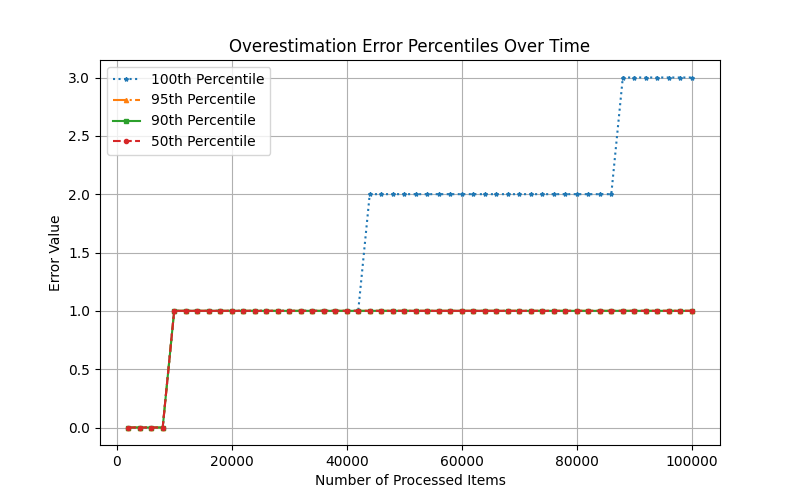 Overestimation Error Percentiles Over Time
100th Percentile
95th Percentile
90th Percentile
50th Percentile
Error Value
3.0
2.5
2.0
1.5
1.0
0.5
0.0
0 20000 40000 60000 80000 100000
Number of Processed Items